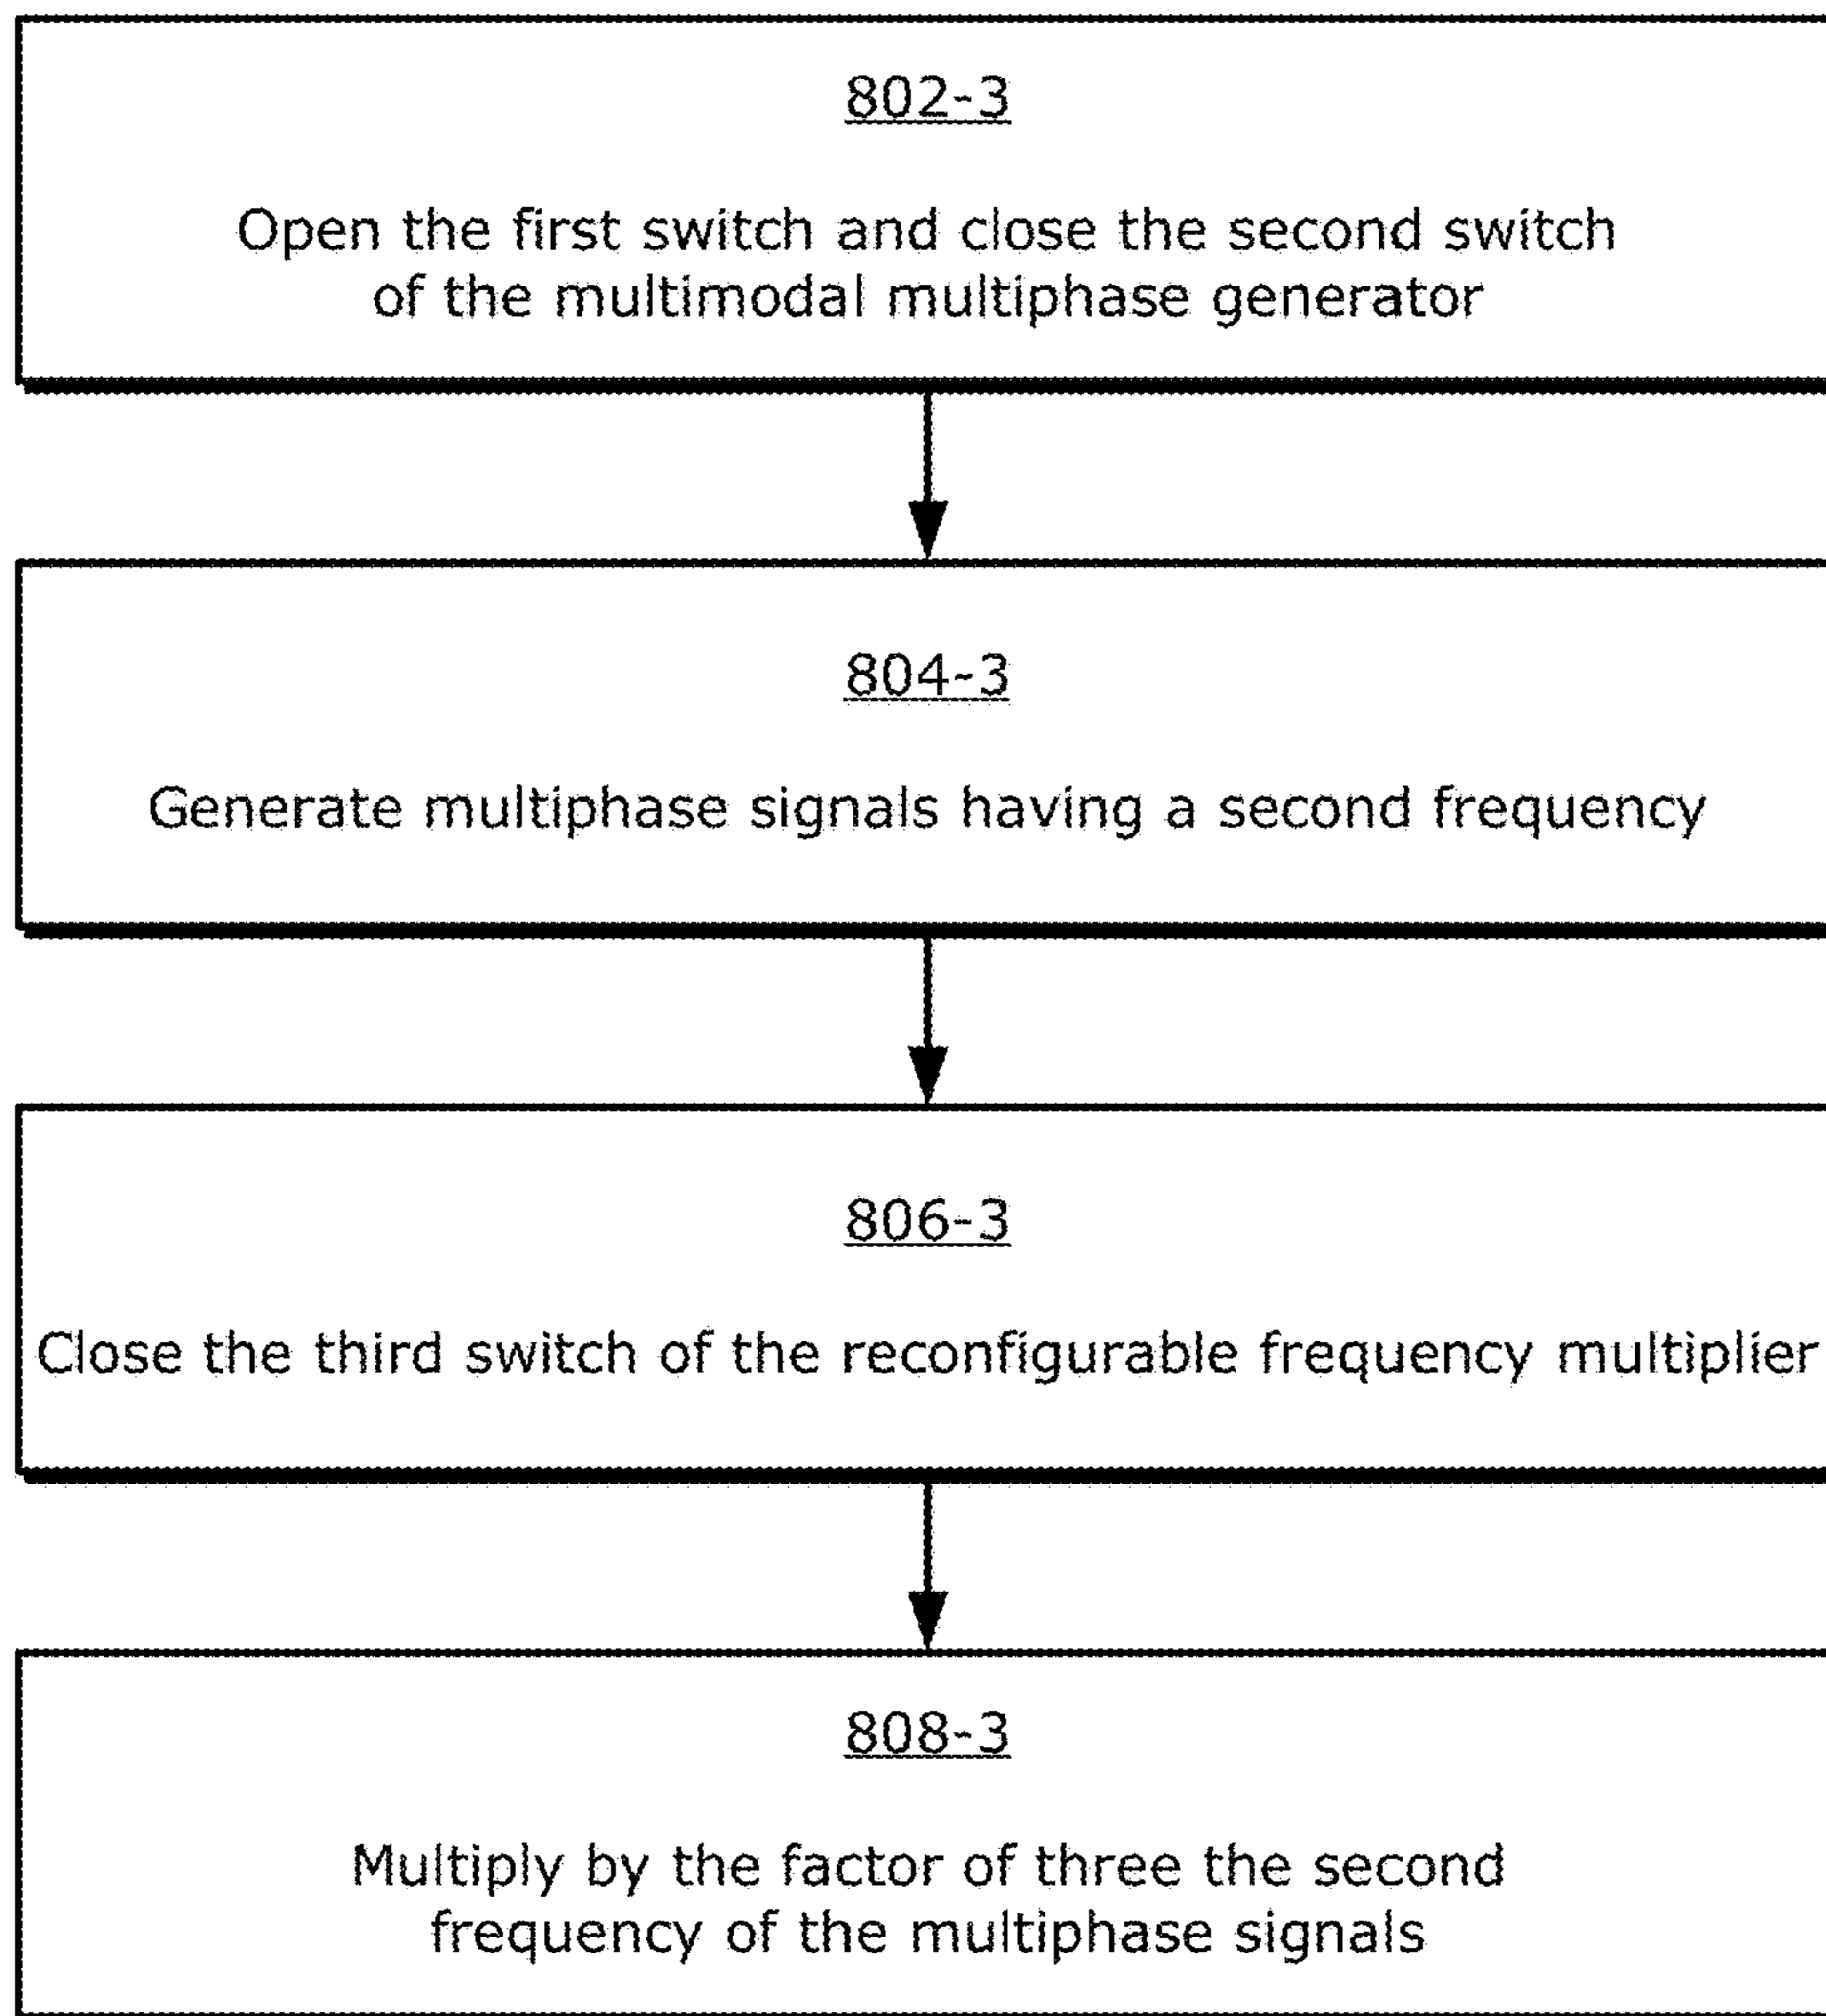 802-3
Open the first switch and close the second switch
of the multimodal multiphase generator
804-3
Generate multiphase signals having a second frequency
806-3
Close the third switch of the reconfigurable frequency multiplier
808-3
Multiply by the factor of three the second
frequency of the multiphase signals